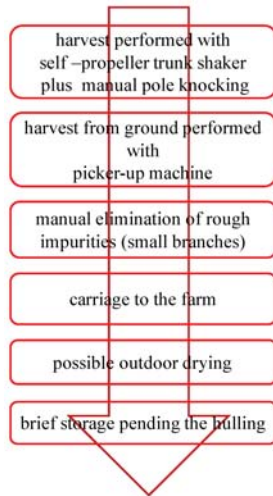 harvest performed with
self –propeller trunk shaker
plus manual pole knocking
harvest from ground performed
with
picker-up machine
manual elimination of rough
impurities (small branches)
carriage to the farm
possible outdoor drying
brief storage pending the hulling